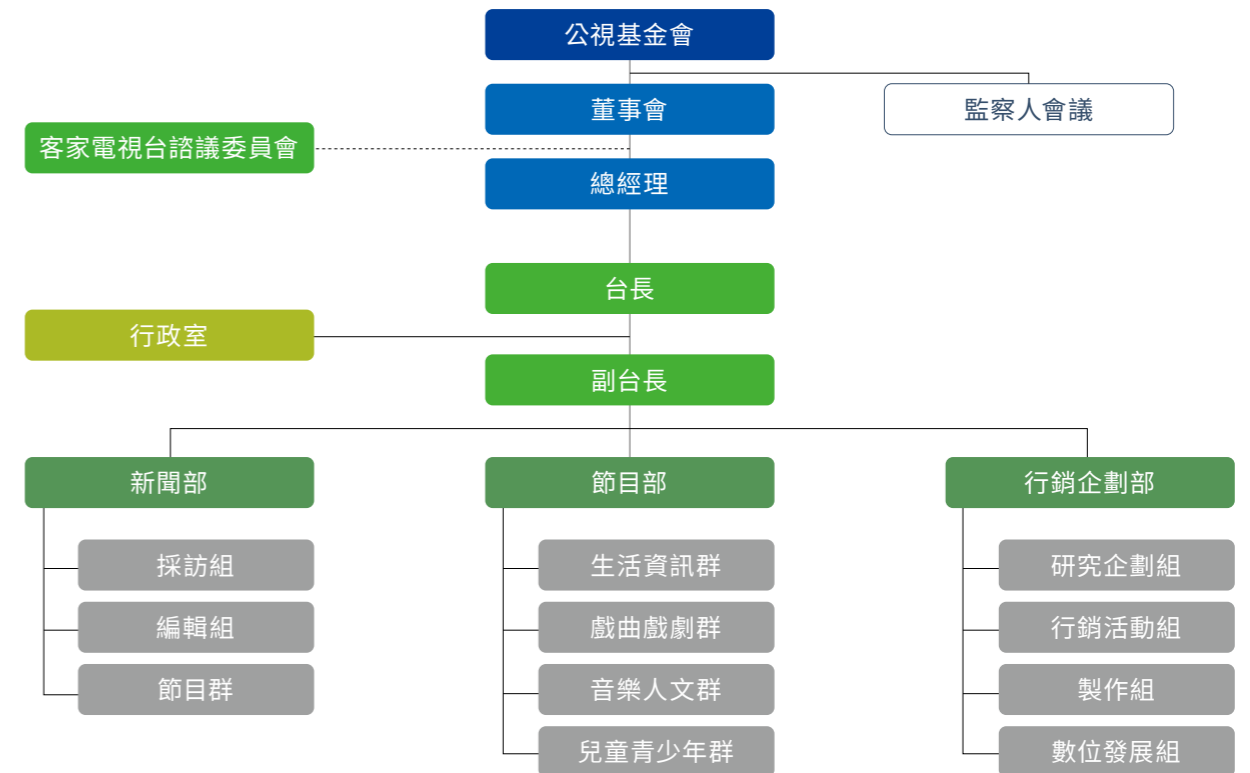 公視基金會
董事會
監察人會議
客家電視台諮議委員會
總經理
台長
行政室
副台長
新聞部
採訪組
編輯組
節目群
節目部
生活資訊群
戲曲戲劇群
音樂人文群
兒童青少年群
行銷企劃部
研究企劃組
行銷活動組
製作組
數位發展組